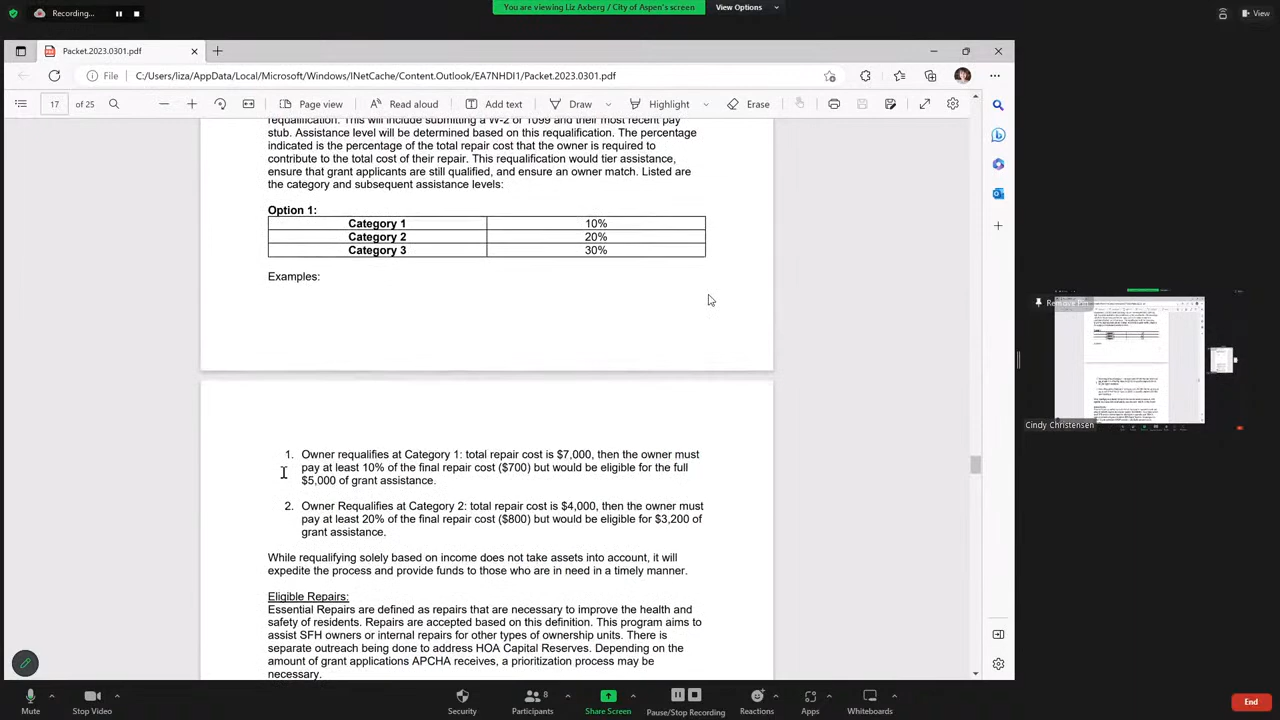 Recording...
You are viewing Liz Axberg / City of Aspen's screen
View Options
View
Packet.2023.0301.pdf
File
C:/Users/liza/AppData/Local/Microsoft/Windows/INetCache/Content.Outlook/EA7NHDI1/Packet.2023.0301.pdf
17 of 25
Page view
Read aloud
Add text
Draw
Highlight
Erase
requalification. This will include submitting a W-2 or 1099 and their most recent pay
stub. Assistance level will be determined based on this requalification. The percentage
indicated is the percentage of the total repair cost that the owner is required to
contribute to the total cost of their repair. This requalification would tier assistance,
ensure that grant applicants are still qualified, and ensure an owner match. Listed are
the category and subsequent assistance levels:
Option 1:
Category 1 10%
Category 2 20%
Category 3 30%
Examples:
1. Owner requalifies at Category 1: total repair cost is $7,000, then the owner must
pay at least 10% of the final repair cost ($700) but would be eligible for the full
$5,000 of grant assistance.
2. Owner Requalifies at Category 2: total repair cost is $4,000, then the owner must
pay at least 20% of the final repair cost ($800) but would be eligible for $3,200 of
grant assistance.
While requalifying solely based on income does not take assets into account, it will
expedite the process and provide funds to those who are in need in a timely manner.
Eligible Repairs:
Essential Repairs are defined as repairs that are necessary to improve the health and
safety of residents. Repairs are accepted based on this definition. This program aims to
assist SFH owners or internal repairs for other types of ownership units. There is
separate outreach being done to address HOA Capital Reserves. Depending on the
amount of grant applications APCHA receives, a prioritization process may be
necessary.
Cindy Christensen
Mute
Stop Video
Security
8
Participants
Share Screen
Pause/Stop Recording
Reactions
Apps
Whiteboards
End